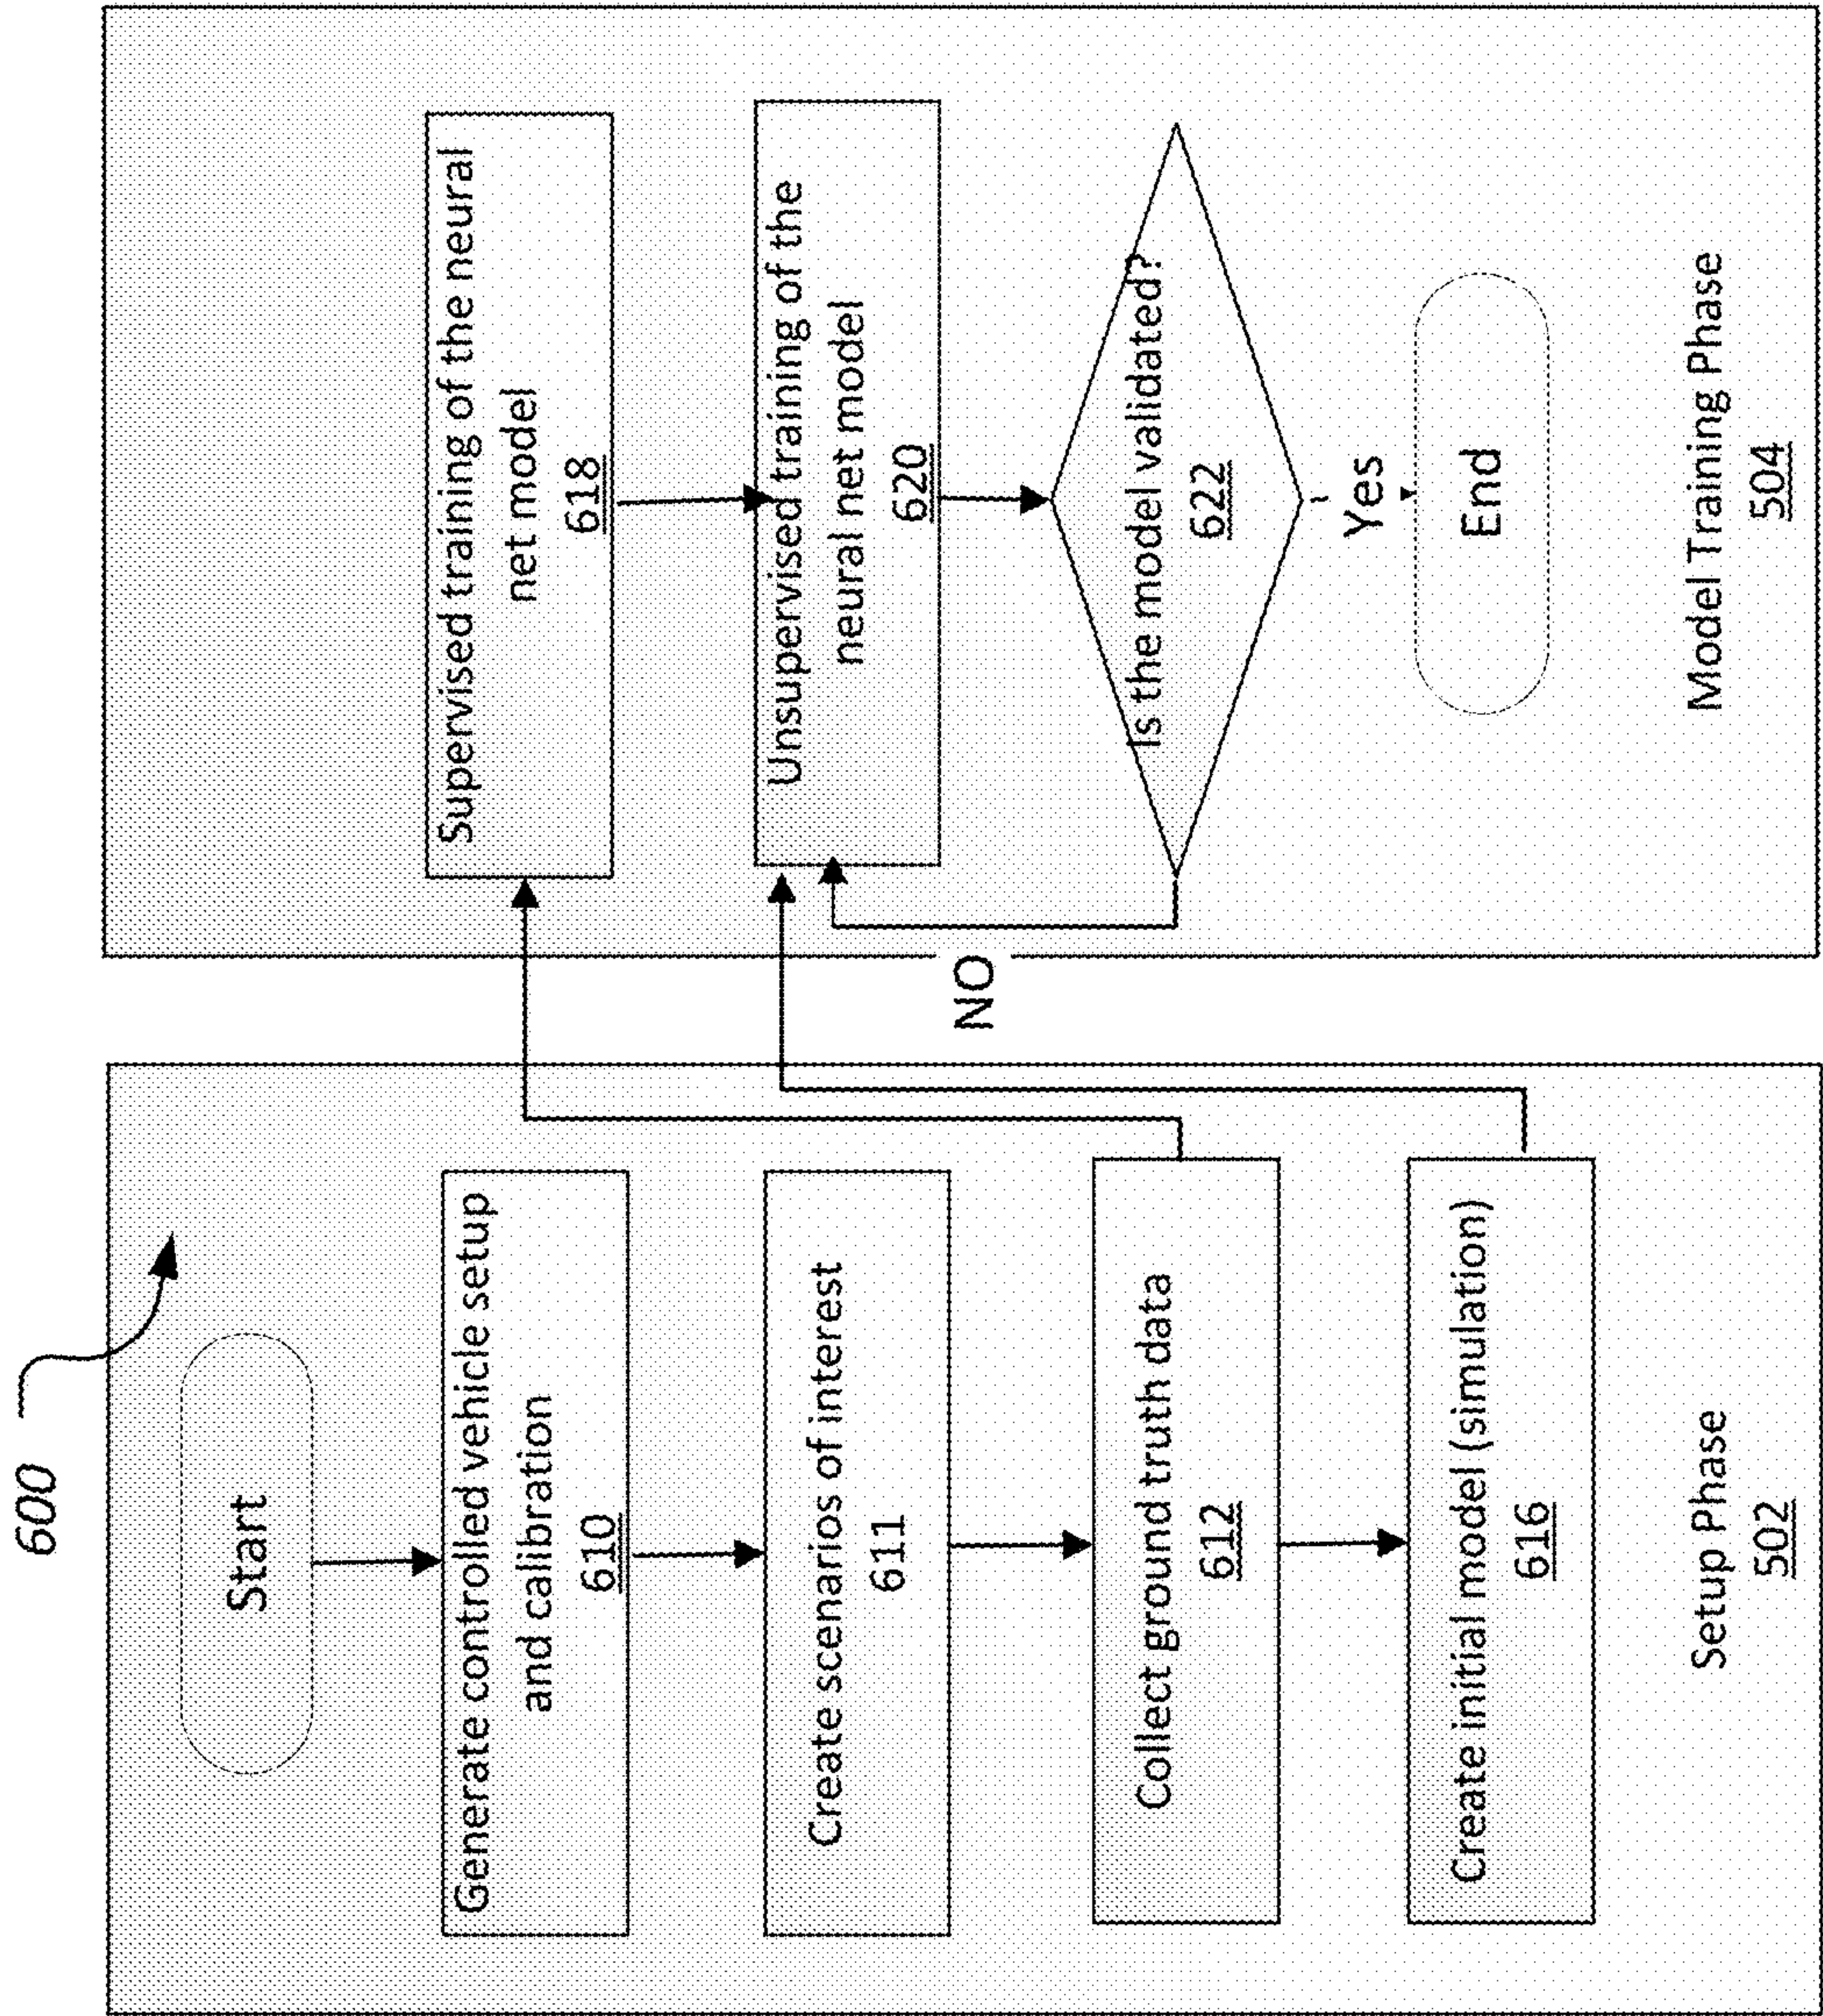 600
Start
Generate controlled vehicle setup
and calibration
610
Create scenarios of interest
611
Collect ground truth data
612
Create initial model (simulation)
616
Setup Phase
502
NO
Supervised training of the neural
net model
618
Unsupervised training of the
neural net model
620
Is the model validated?
622
Yes
End
Model Training Phase
504